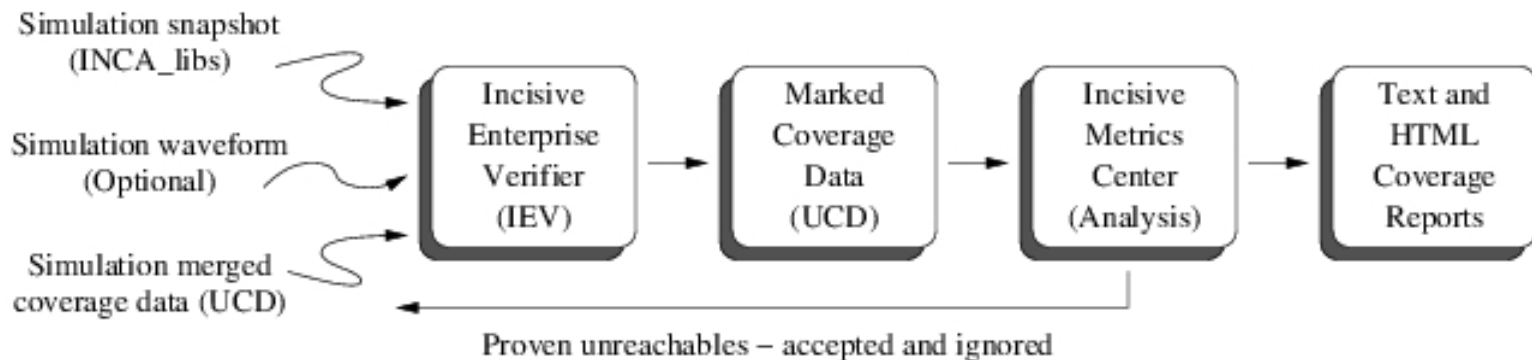 Simulation snapshot
(INCA_libs)
Simulation waveform
(Optional)
Simulation merged
coverage data (UCD)
Incisive
Enterprise
Verifier
(IEV)
Marked
Coverage
Data
(UCD)
Incisive
Metrics
Center
(Analysis)
Text and
HTML
Coverage
Reports
Proven unreachables – accepted and ignored